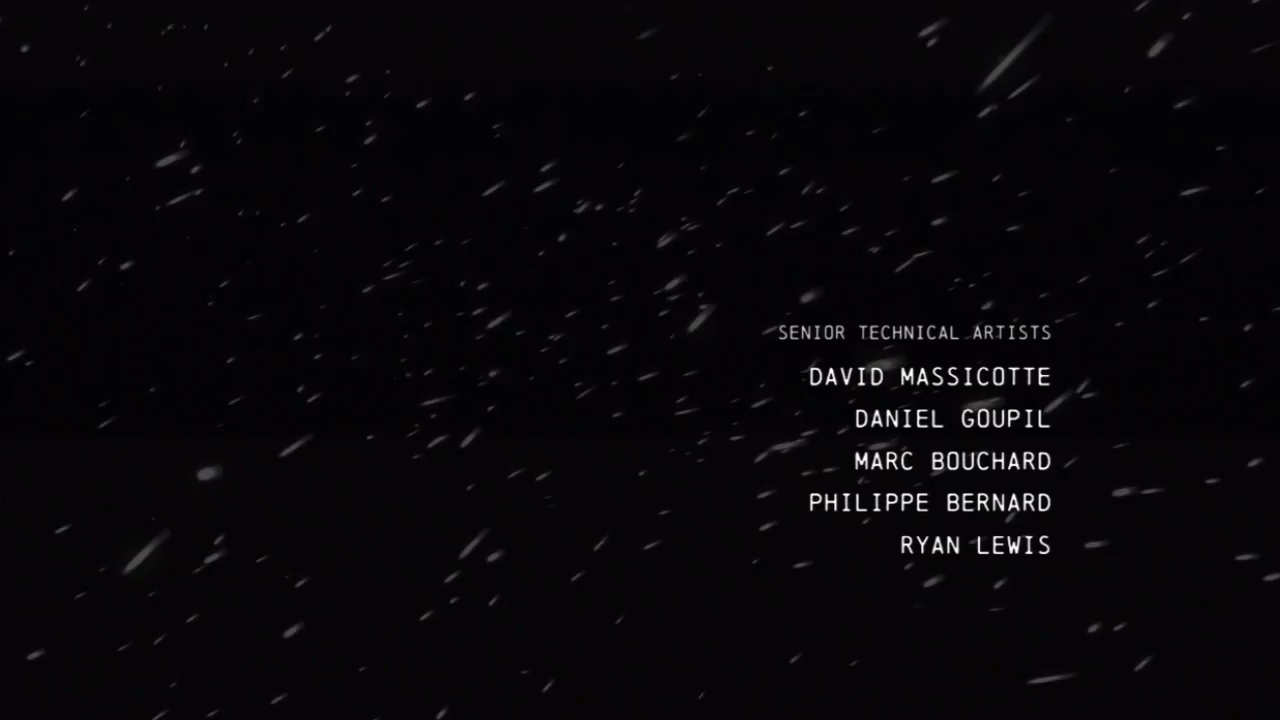 SENIOR TECHNICAL ARTISTS
DAVID MASSICOTTE
DANIEL GOUPIL
MARC BOUCHARD
PHILIPPE BERNARD
RYAN LEWIS